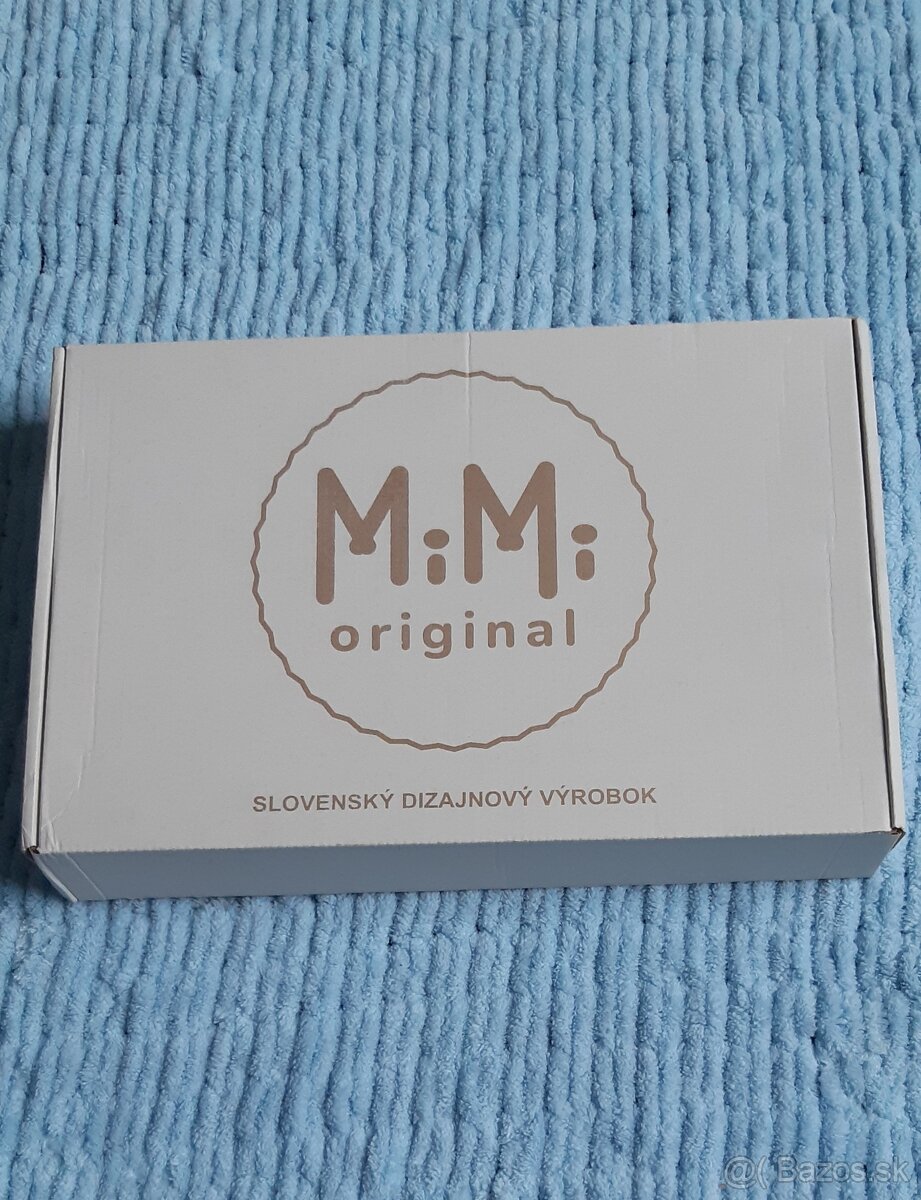 MiMi
original
SLOVENSKÝ DIZAJNOVÝ VÝROBOK
@( Bazos.sk